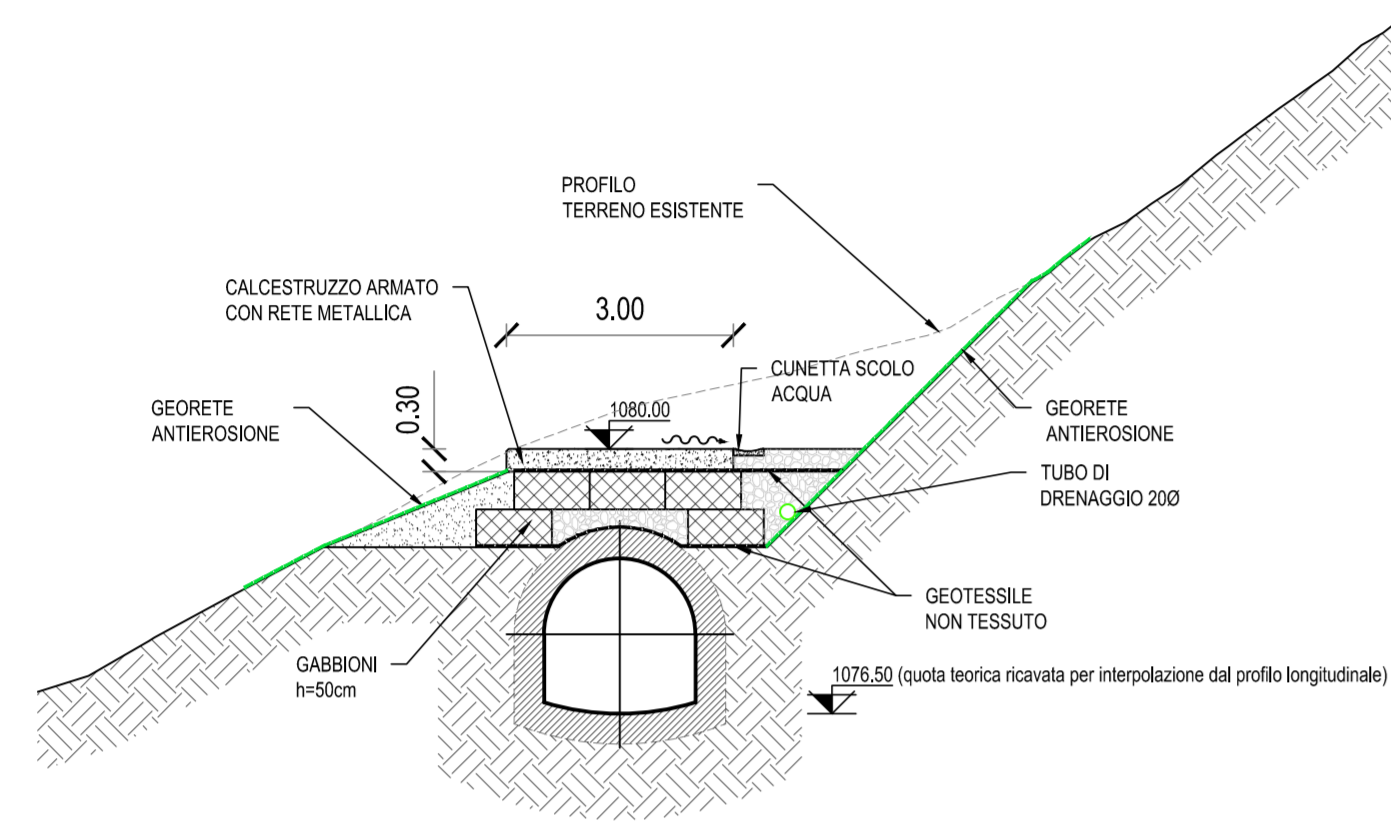 PROFILO
TERRENO ESISTENTE
CALCESTRUZZO ARMATO
CON RETE METALLICA
3.00
0.30
CUNETTA SCOLO
ACQUA
GEORETE
ANTIEROSIONE
1080.00
GEORETE
ANTIEROSIONE
TUBO DI
DRENAGGIO 20Ø
GEOTESSILE
NON TESSUTO
GABBIONI
h=50cm
1076.50 (quota teorica ricavata per interpolazione dal profilo longitudinale)